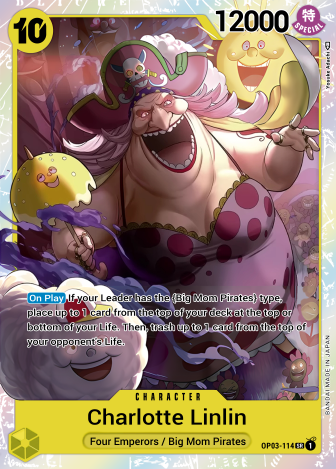 10
12000
特
SPECIAL
Yosuke Adachi
On Play If your Leader has the {Big Mom Pirates} type,
place up to 1 card from the top of your deck at the top or
bottom of your Life. Then, trash up to 1 card from the top of
your opponent's Life.
BANDAI MADE IN JAPAN
CHARACTER
Charlotte Linlin
Four Emperors / Big Mom Pirates
OP03-114 SR 1